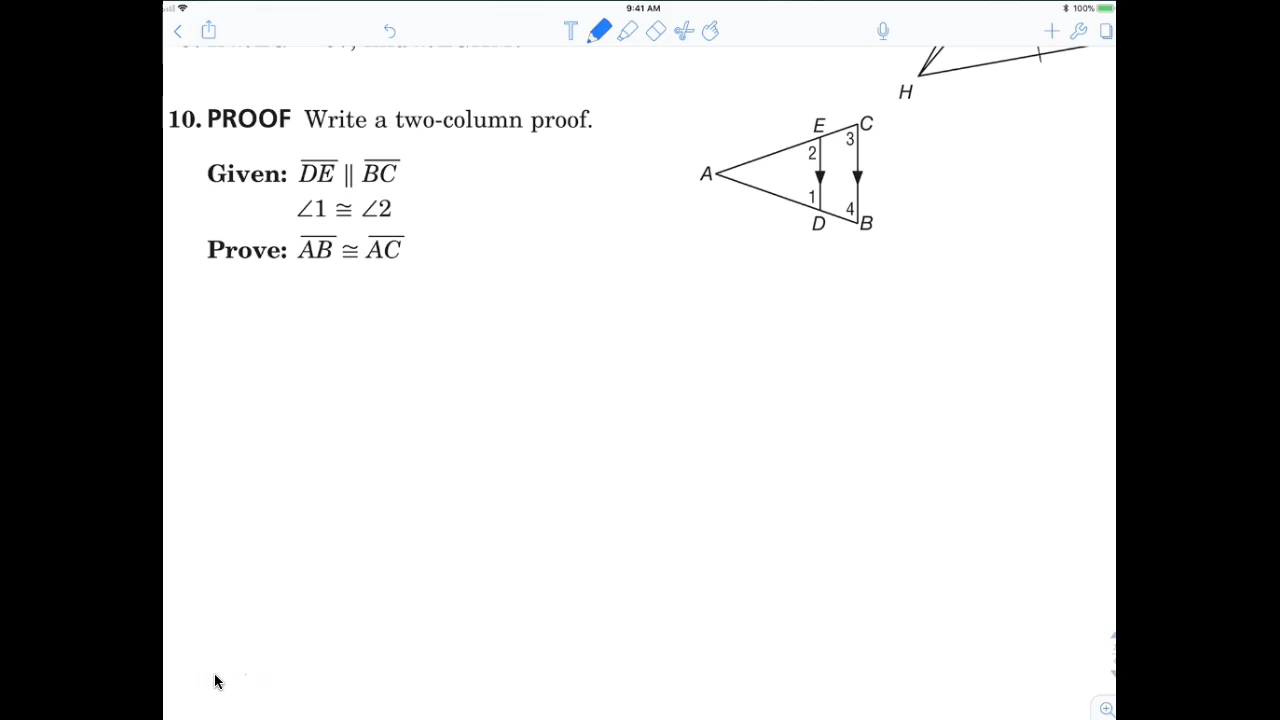 9:41 AM
100%
T
H
10. PROOF Write a two-column proof.
Given: DE ∥ BC
∠1 ≅ ∠2
Prove: AB ≅ AC
E C
2 3
A
1 4
D B